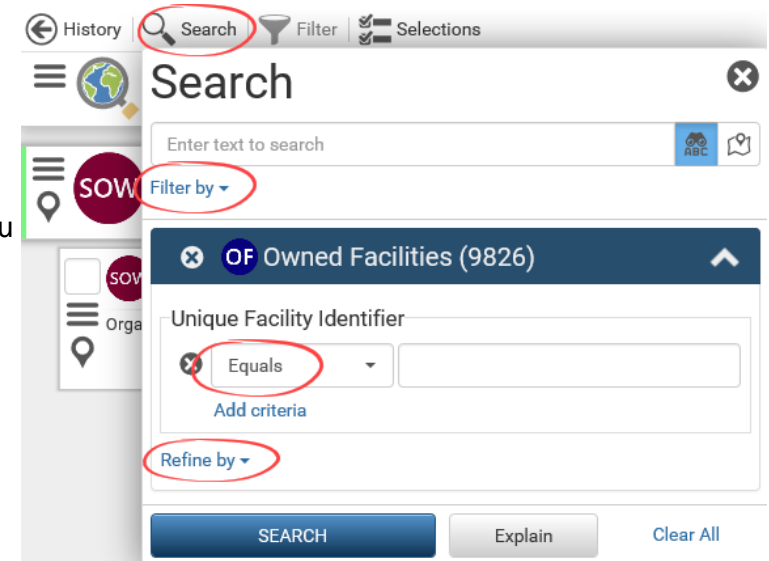 History Search Filter Selections
Search
Enter text to search ABC
Filter by
SOW
u
OF Owned Facilities (9826)
SOW
Orga
Unique Facility Identifier
Equals
Add criteria
Refine by
SEARCH Explain Clear All